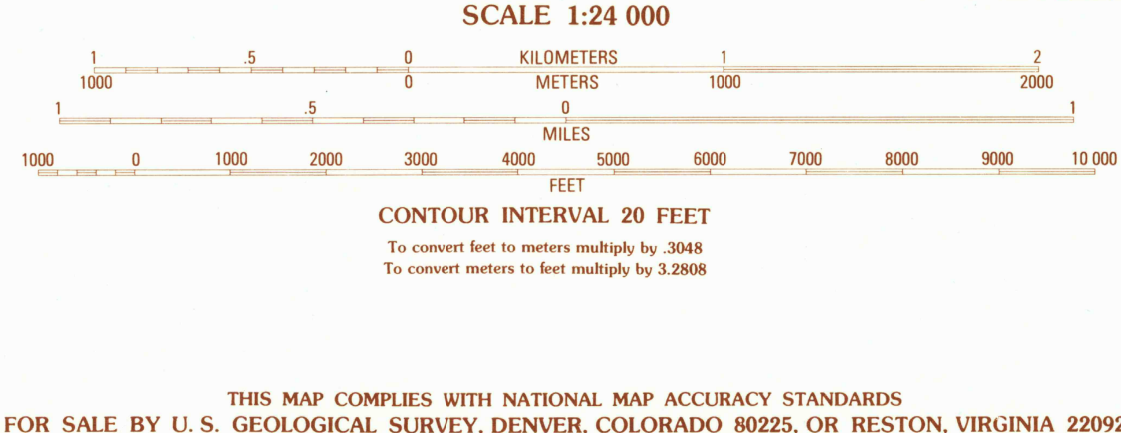 SCALE 1:24 000
1 .5 0 KILOMETERS 1 2
1000 0 METERS 1000 2000
1 .5 0 1
MILES
1000 0 1000 2000 3000 4000 5000 6000 7000 8000 9000 10 000
FEET
CONTOUR INTERVAL 20 FEET
To convert feet to meters multiply by .3048
To convert meters to feet multiply by 3.2808
THIS MAP COMPLIES WITH NATIONAL MAP ACCURACY STANDARDS
FOR SALE BY U. S. GEOLOGICAL SURVEY, DENVER, COLORADO 80225, OR RESTON, VIRGINIA 22092